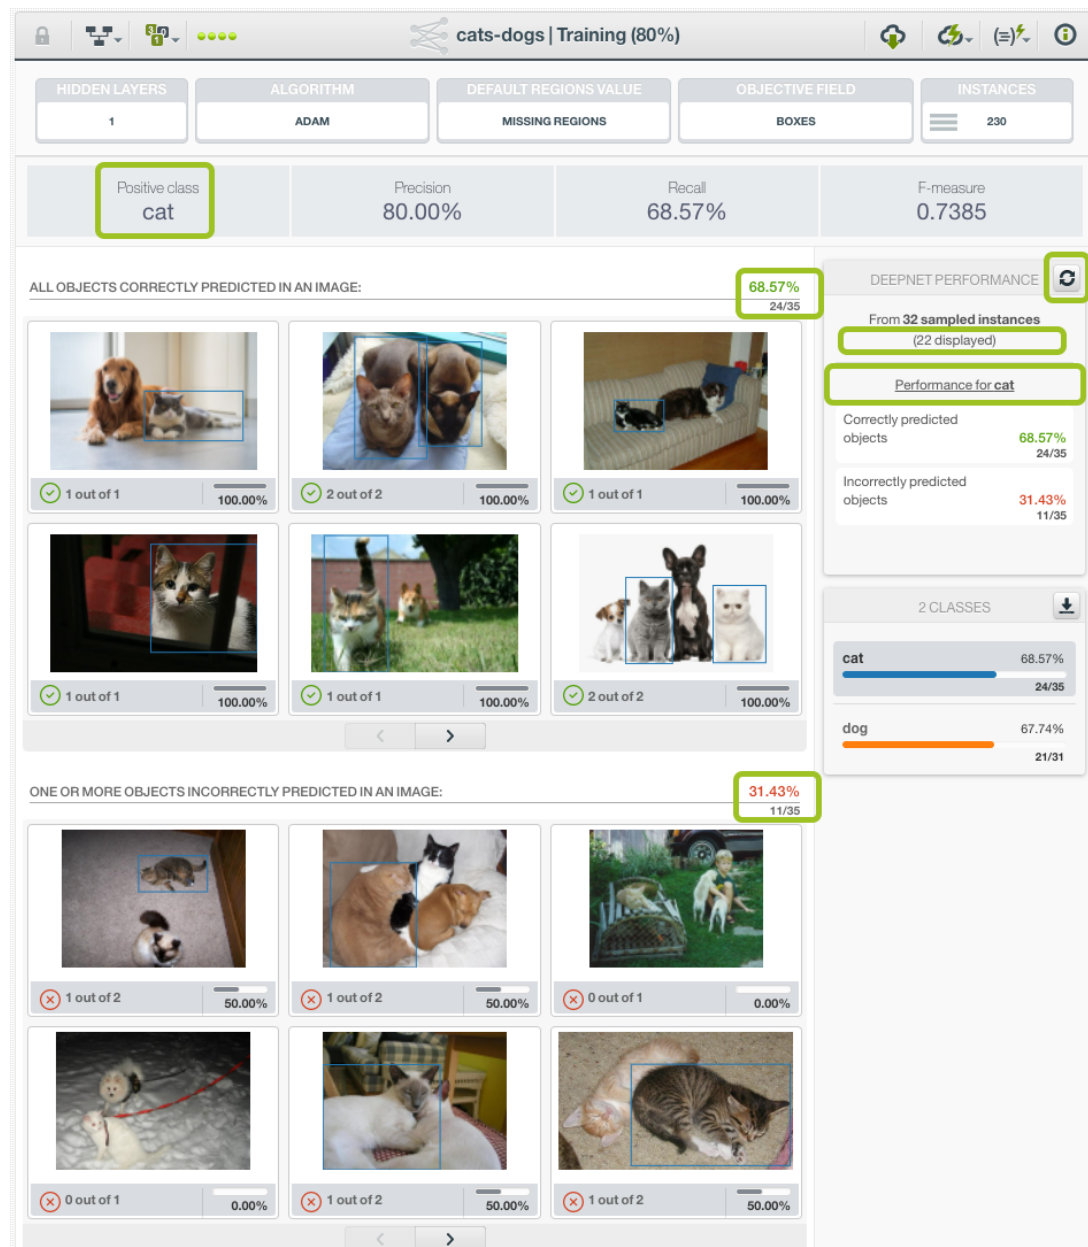 cats-dogs | Training (80%)
HIDDEN LAYERS
1
ALGORITHM
ADAM
DEFAULT REGIONS VALUE
MISSING REGIONS
OBJECTIVE FIELD
BOXES
INSTANCES
230
Positive class
cat
Precision
80.00%
Recall
68.57%
F-measure
0.7385
ALL OBJECTS CORRECTLY PREDICTED IN AN IMAGE:
68.57%
24/35
1 out of 1
100.00%
2 out of 2
100.00%
1 out of 1
100.00%
1 out of 1
100.00%
1 out of 1
100.00%
2 out of 2
100.00%
ONE OR MORE OBJECTS INCORRECTLY PREDICTED IN AN IMAGE:
31.43%
11/35
1 out of 2
50.00%
1 out of 2
50.00%
0 out of 1
0.00%
0 out of 1
0.00%
1 out of 2
50.00%
1 out of 2
50.00%
DEEPNET PERFORMANCE
From 32 sampled instances
(22 displayed)
Performance for cat
Correctly predicted
objects
68.57%
24/35
Incorrectly predicted
objects
31.43%
11/35
2 CLASSES
cat
68.57%
24/35
dog
67.74%
21/31